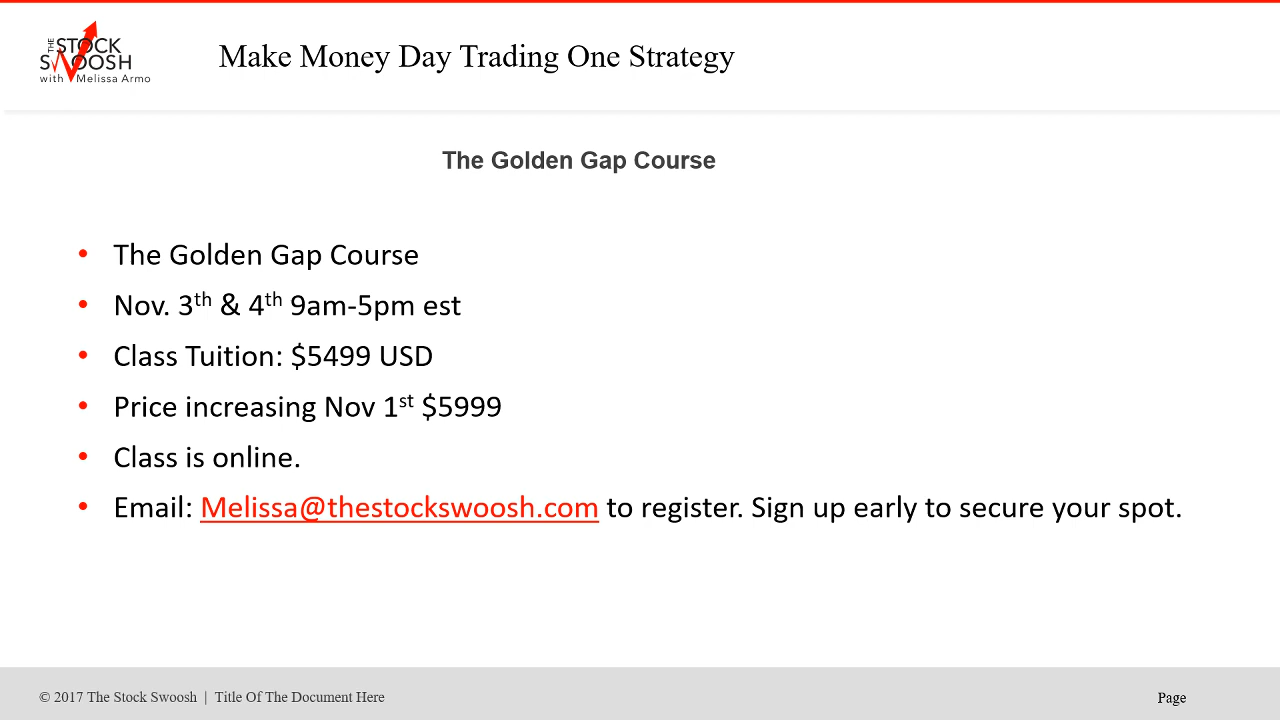 THE
STOCK
SWOOSH
with Melissa Armo
Make Money Day Trading One Strategy
The Golden Gap Course
• The Golden Gap Course
• Nov. 3th & 4th 9am-5pm est
• Class Tuition: $5499 USD
• Price increasing Nov 1st $5999
• Class is online.
• Email: Melissa@thestockswoosh.com to register. Sign up early to secure your spot.
© 2017 The Stock Swoosh | Title Of The Document Here
Page